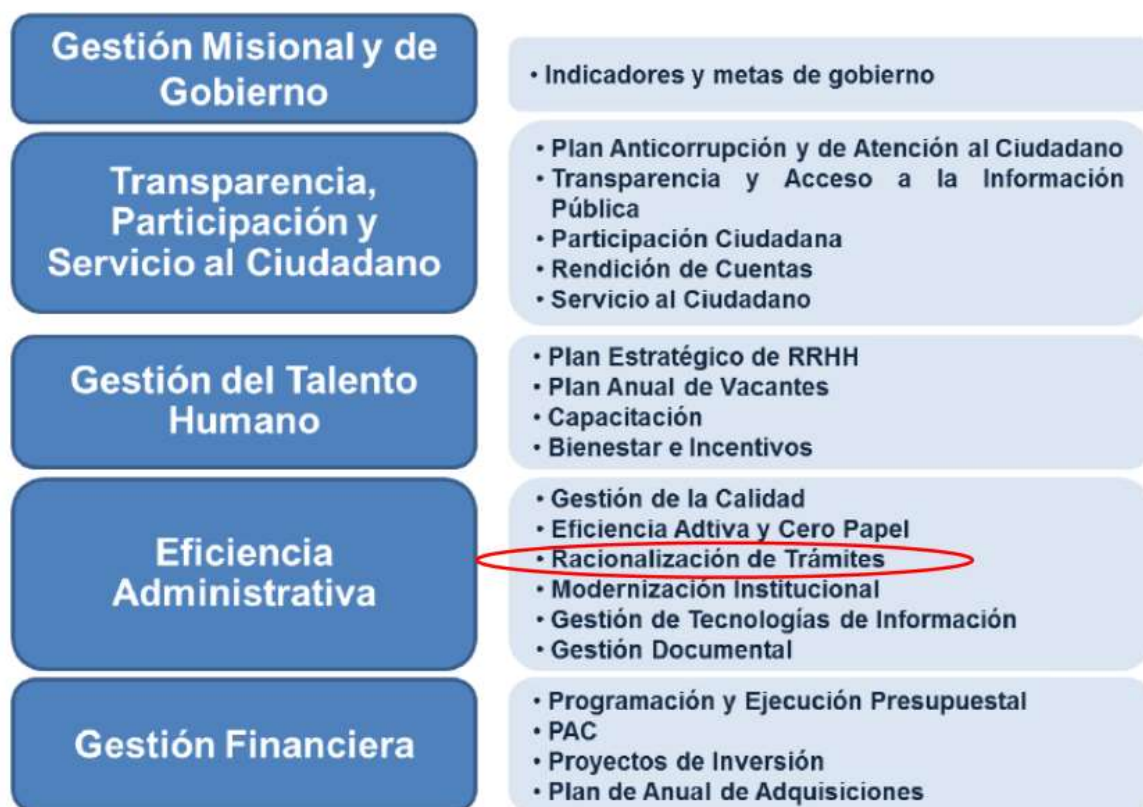 Gestión Misional y de
Gobierno
• Indicadores y metas de gobierno
Transparencia,
Participación y
Servicio al Ciudadano
• Plan Anticorrupción y de Atención al Ciudadano
• Transparencia y Acceso a la Información
Pública
• Participación Ciudadana
• Rendición de Cuentas
• Servicio al Ciudadano
Gestión del Talento
Humano
• Plan Estratégico de RRHH
• Plan Anual de Vacantes
• Capacitación
• Bienestar e Incentivos
Eficiencia
Administrativa
• Gestión de la Calidad
• Eficiencia Adtiva y Cero Papel
• Racionalización de Trámites
• Modernización Institucional
• Gestión de Tecnologías de Información
• Gestión Documental
Gestión Financiera
• Programación y Ejecución Presupuestal
• PAC
• Proyectos de Inversión
• Plan de Anual de Adquisiciones